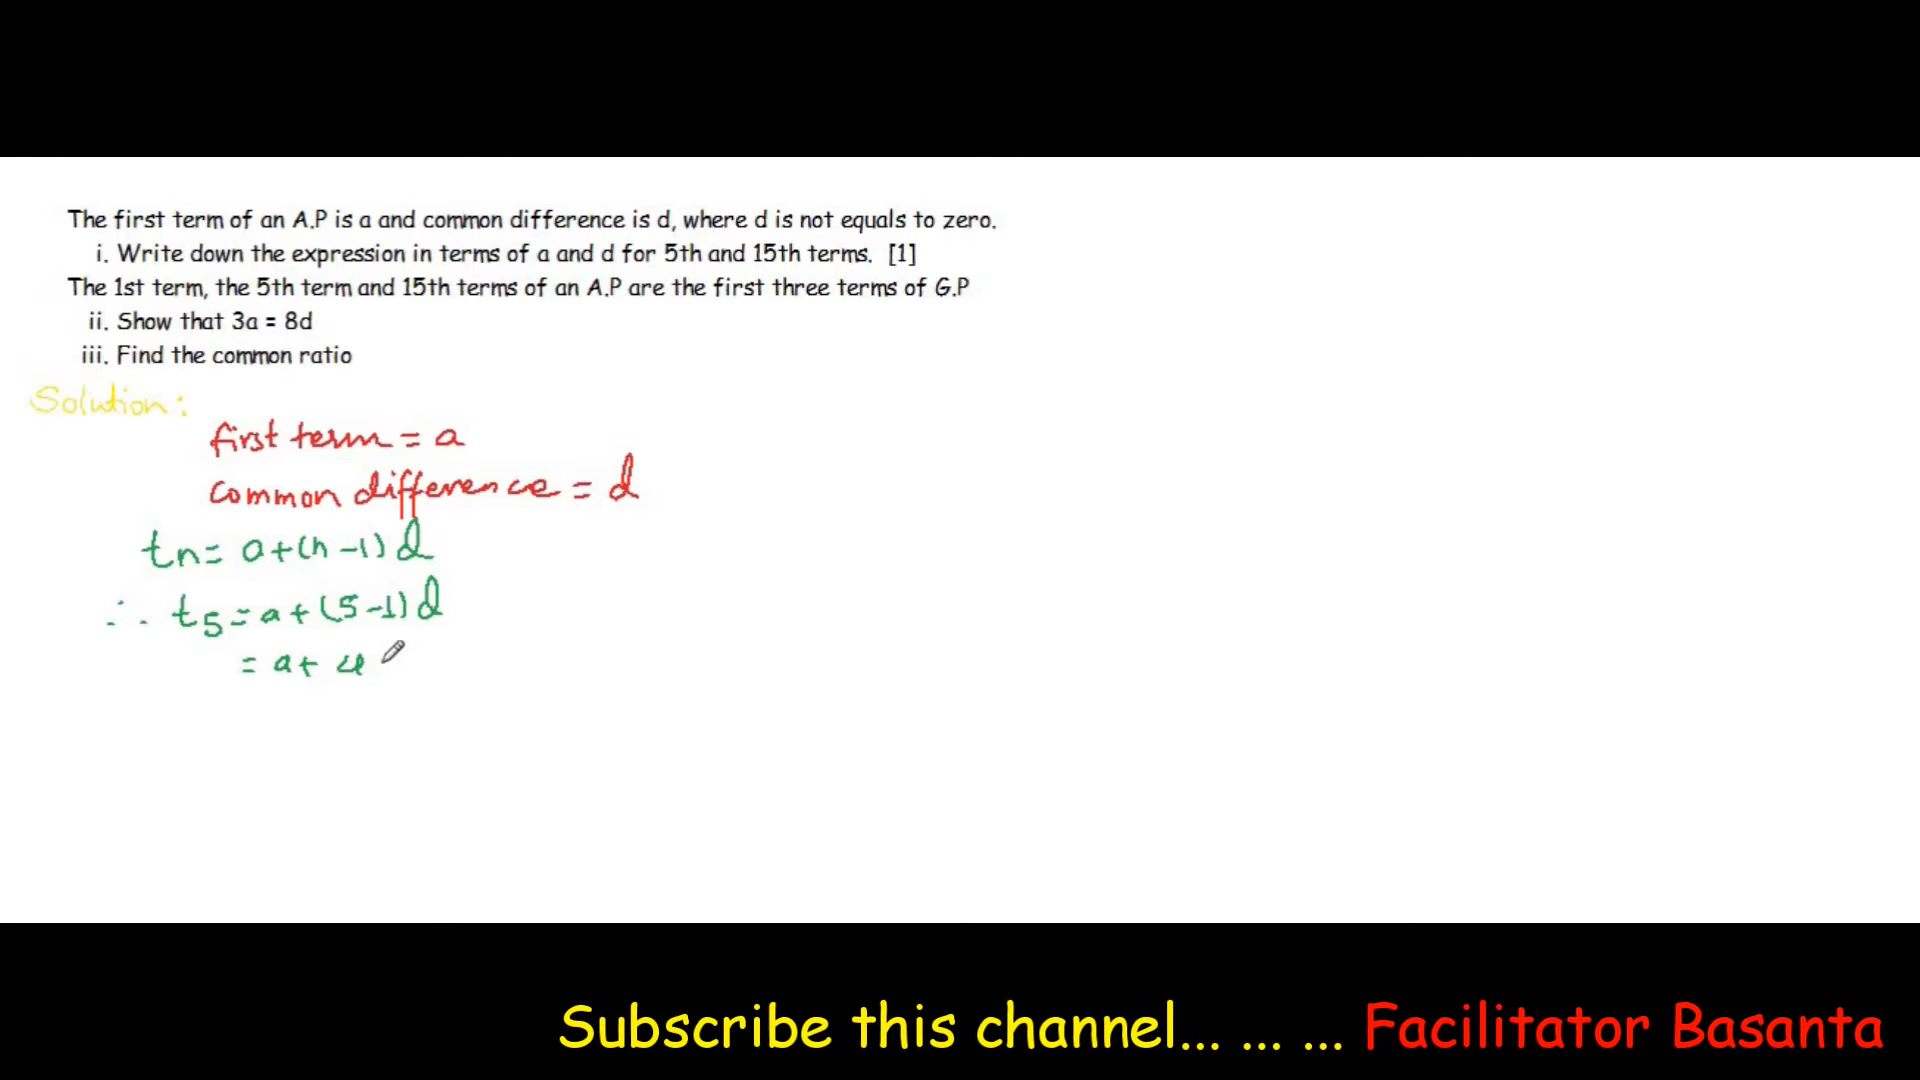 The first term of an A.P is a and common difference is d, where d is not equals to zero.
i. Write down the expression in terms of a and d for 5th and 15th terms. [1]
The 1st term, the 5th term and 15th terms of an A.P are the first three terms of G.P
ii. Show that 3a = 8d
iii. Find the common ratio
Solution:
first term = a
common difference = d
tn = a+(n-1)d
∴ t5 = a+(5-1)d
= a+ 4
Subscribe this channel... ... ... Facilitator Basanta